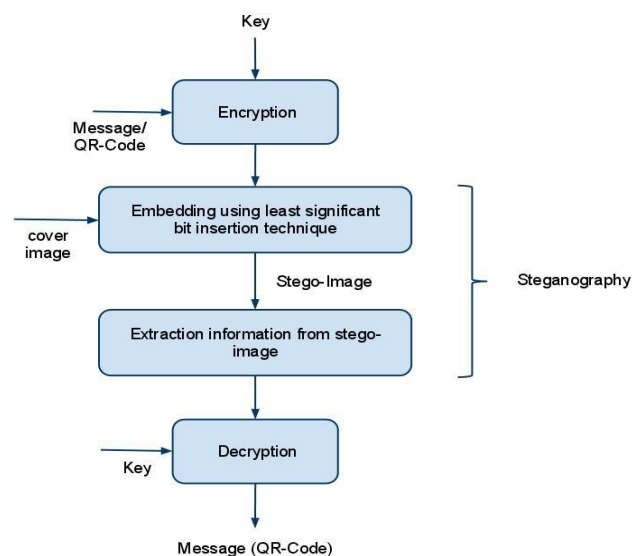 Key
Encryption
Message/
QR-Code
Embedding using least significant
bit insertion technique
cover
image
Stego-Image
Steganography
Extraction information from stego-
image
Decryption
Key
Message (QR-Code)